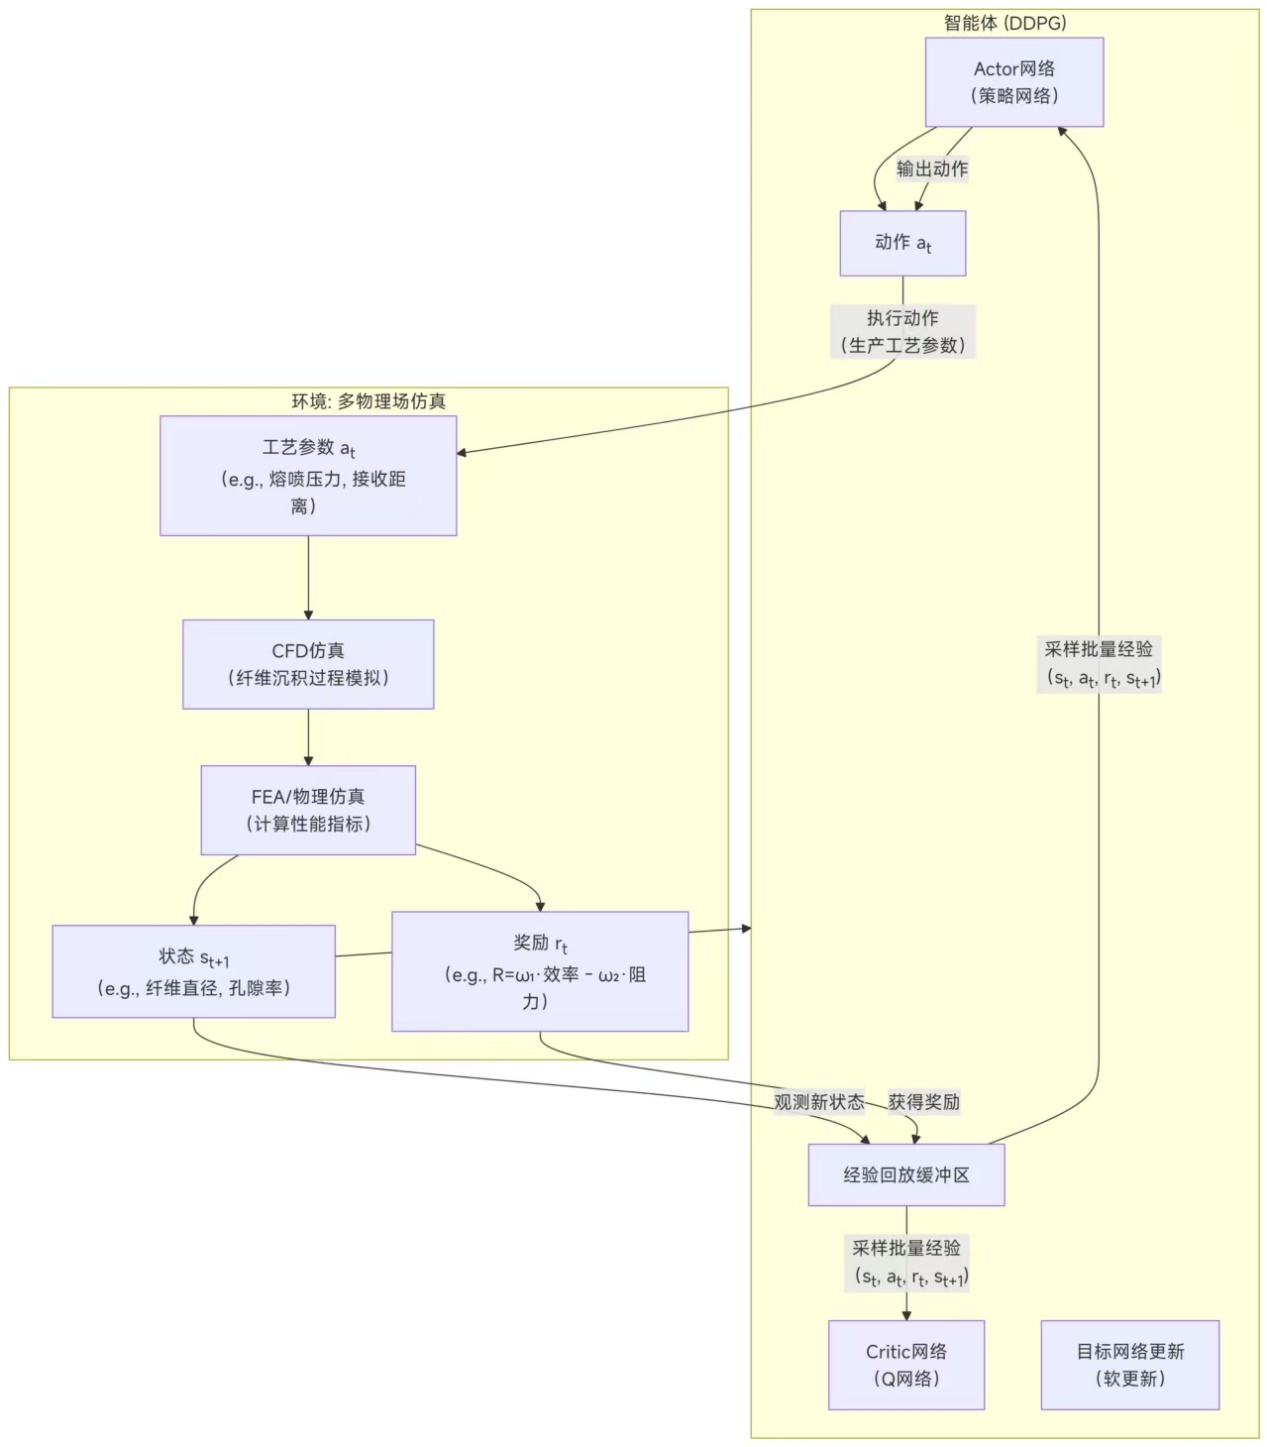 智能体 (DDPG)
Actor网络
（策略网络）
输出动作
动作 aₜ
执行动作
（生产工艺参数）
环境: 多物理场仿真
工艺参数 aₜ
（e.g., 熔喷压力, 接收距
离）
CFD仿真
（纤维沉积过程模拟）
FEA/物理仿真
（计算性能指标）
状态 sₜ₊₁
（e.g., 纤维直径, 孔隙率）
奖励 rₜ
（e.g., R=ω₁·效率 − ω₂·阻
力）
采样批量经验
（sₜ, aₜ, rₜ, sₜ₊₁）
观测新状态
获得奖励
经验回放缓冲区
采样批量经验
（sₜ, aₜ, rₜ, sₜ₊₁）
Critic网络
（Q网络）
目标网络更新
（软更新）